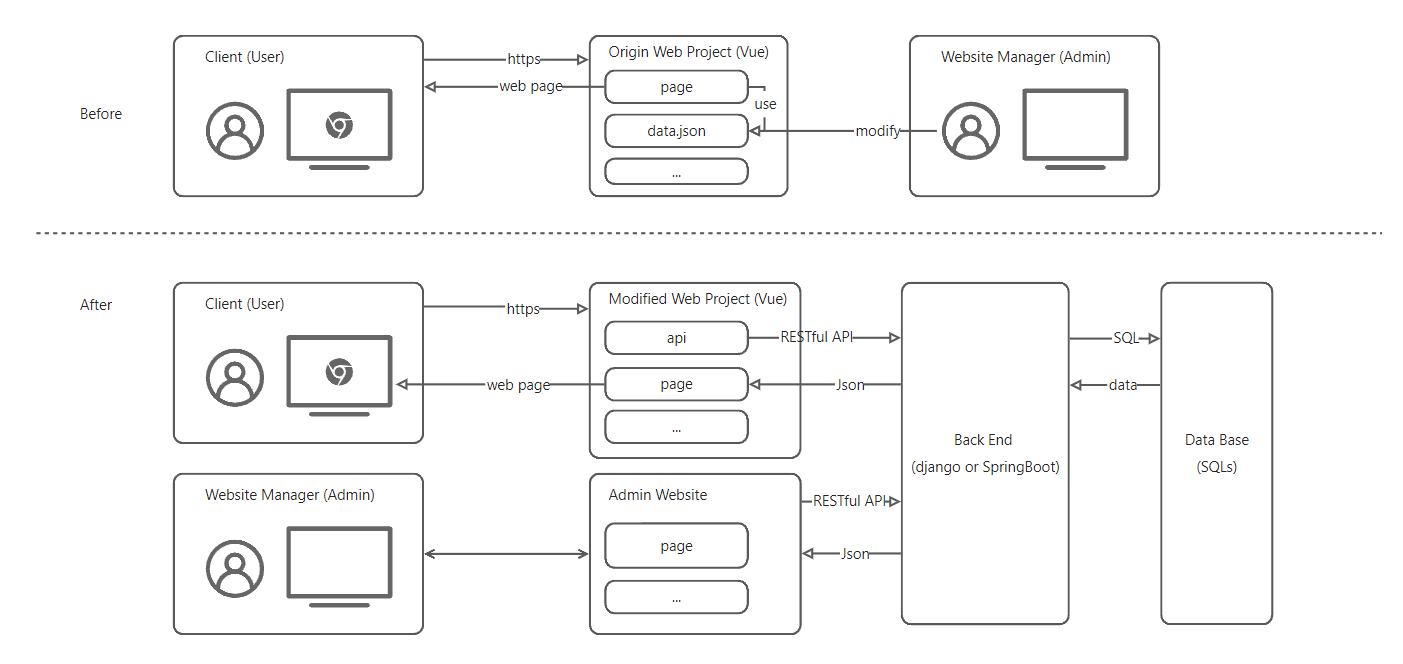 Before
Client (User)
https
web page
Origin Web Project (Vue)
page
use
data.json
...
modify
Website Manager (Admin)
After
Client (User)
https
web page
Modified Web Project (Vue)
api
page
...
RESTful API
Json
Back End
(django or SpringBoot)
SQL
data
Data Base
(SQLs)
Website Manager (Admin)
Admin Website
page
...
RESTful API
Json